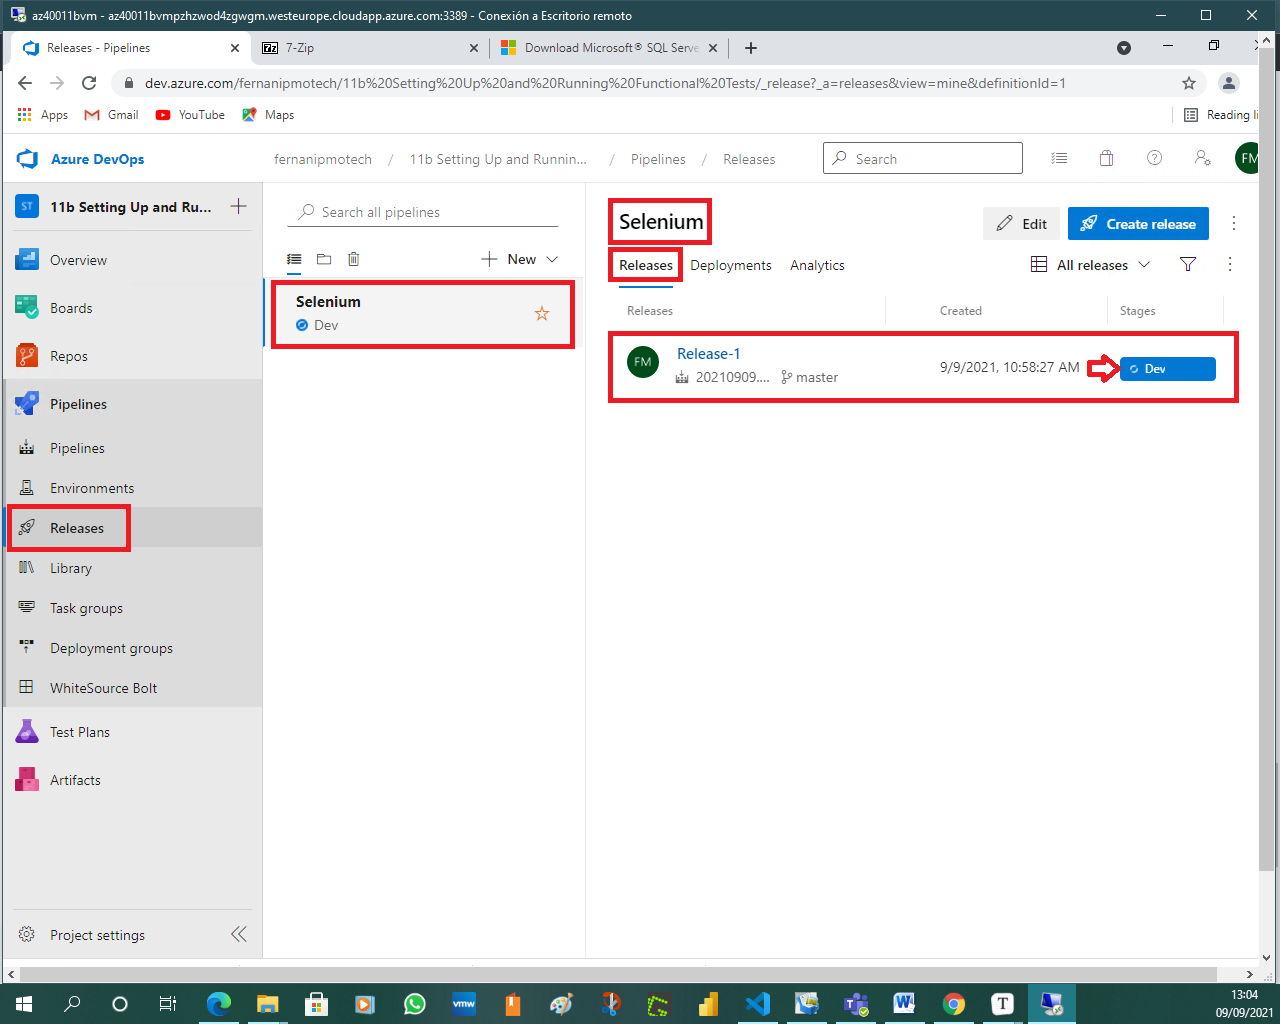 az40011bvm - az40011bvmpzhzwod4zgwgm.westeurope.cloudapp.azure.com:3389 - Conexión a Escritorio remoto
Releases - Pipelines
7-Zip
Download Microsoft® SQL Serve
dev.azure.com/fernanipmotech/11b%20Setting%20Up%20and%20Running%20Functional%20Tests/_release?_a=releases&view=mine&definitionId=1
Apps
Gmail
YouTube
Maps
Reading li
Azure DevOps
fernanipmotech / 11b Setting Up and Runnin... / Pipelines / Releases
Search
FM
ST
11b Setting Up and Ru...
Overview
Boards
Repos
Pipelines
Pipelines
Environments
Releases
Library
Task groups
Deployment groups
WhiteSource Bolt
Test Plans
Artifacts
Project settings
Search all pipelines
New
Selenium
Dev
Selenium
Edit
Create release
Releases
Deployments
Analytics
All releases
Releases
Created
Stages
FM
Release-1
20210909....
master
9/9/2021, 10:58:27 AM
Dev
vmw
T
13:04
09/09/2021